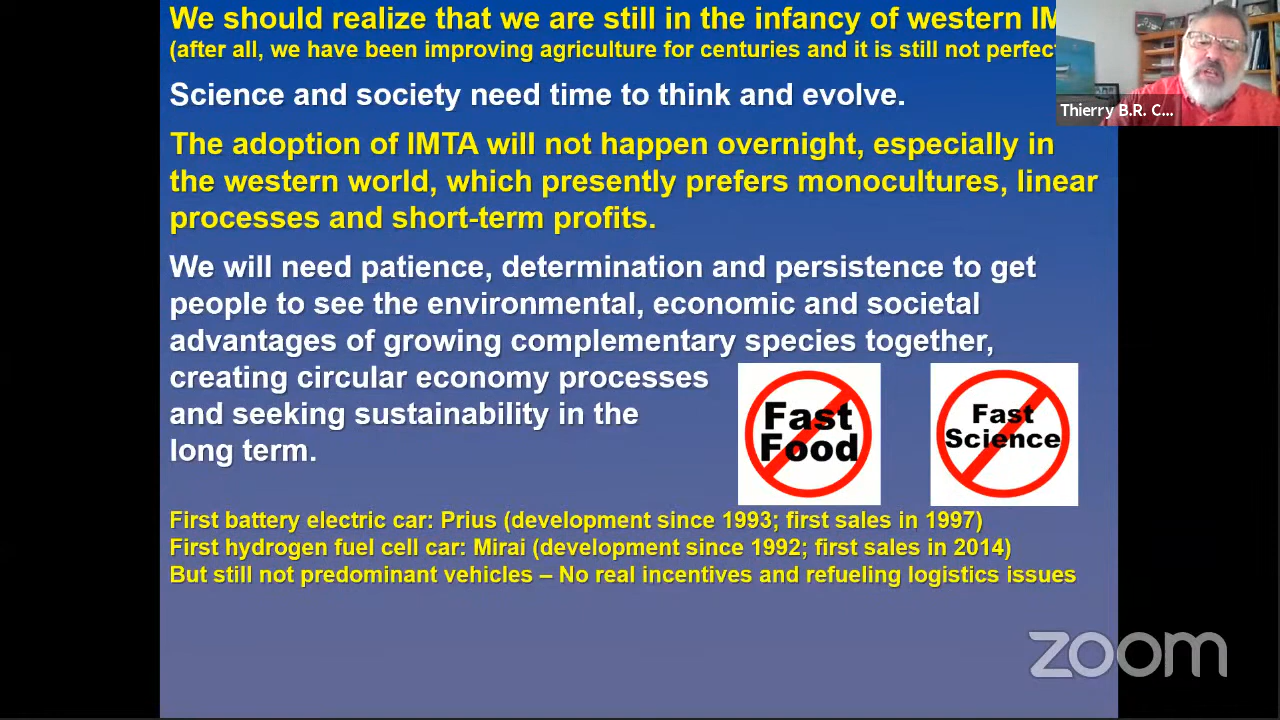 We should realize that we are still in the infancy of western
(after all, we have been improving agriculture for centuries and it is still not perfect
Thierry B.R. C...
Science and society need time to think and evolve.
The adoption of IMTA will not happen overnight, especially in
the western world, which presently prefers monocultures, linear
processes and short-term profits.
We will need patience, determination and persistence to get
people to see the environmental, economic and societal
advantages of growing complementary species together,
creating circular economy processes
and seeking sustainability in the
long term.
Fast
Food
Fast
Science
First battery electric car: Prius (development since 1993; first sales in 1997)
First hydrogen fuel cell car: Mirai (development since 1992; first sales in 2014)
But still not predominant vehicles – No real incentives and refueling logistics issues
zoom